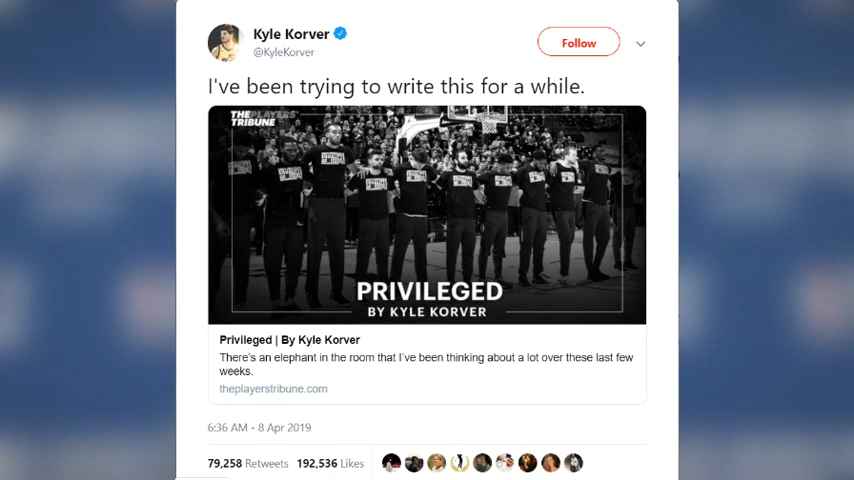 Kyle Korver
@KyleKorver
Follow
I've been trying to write this for a while.
THEPLAYERS'
TRIBUNE
PRIVILEGED
BY KYLE KORVER
Privileged | By Kyle Korver
There's an elephant in the room that I've been thinking about a lot over these last few
weeks.
theplayerstribune.com
6:36 AM - 8 Apr 2019
79,258 Retweets 192,536 Likes